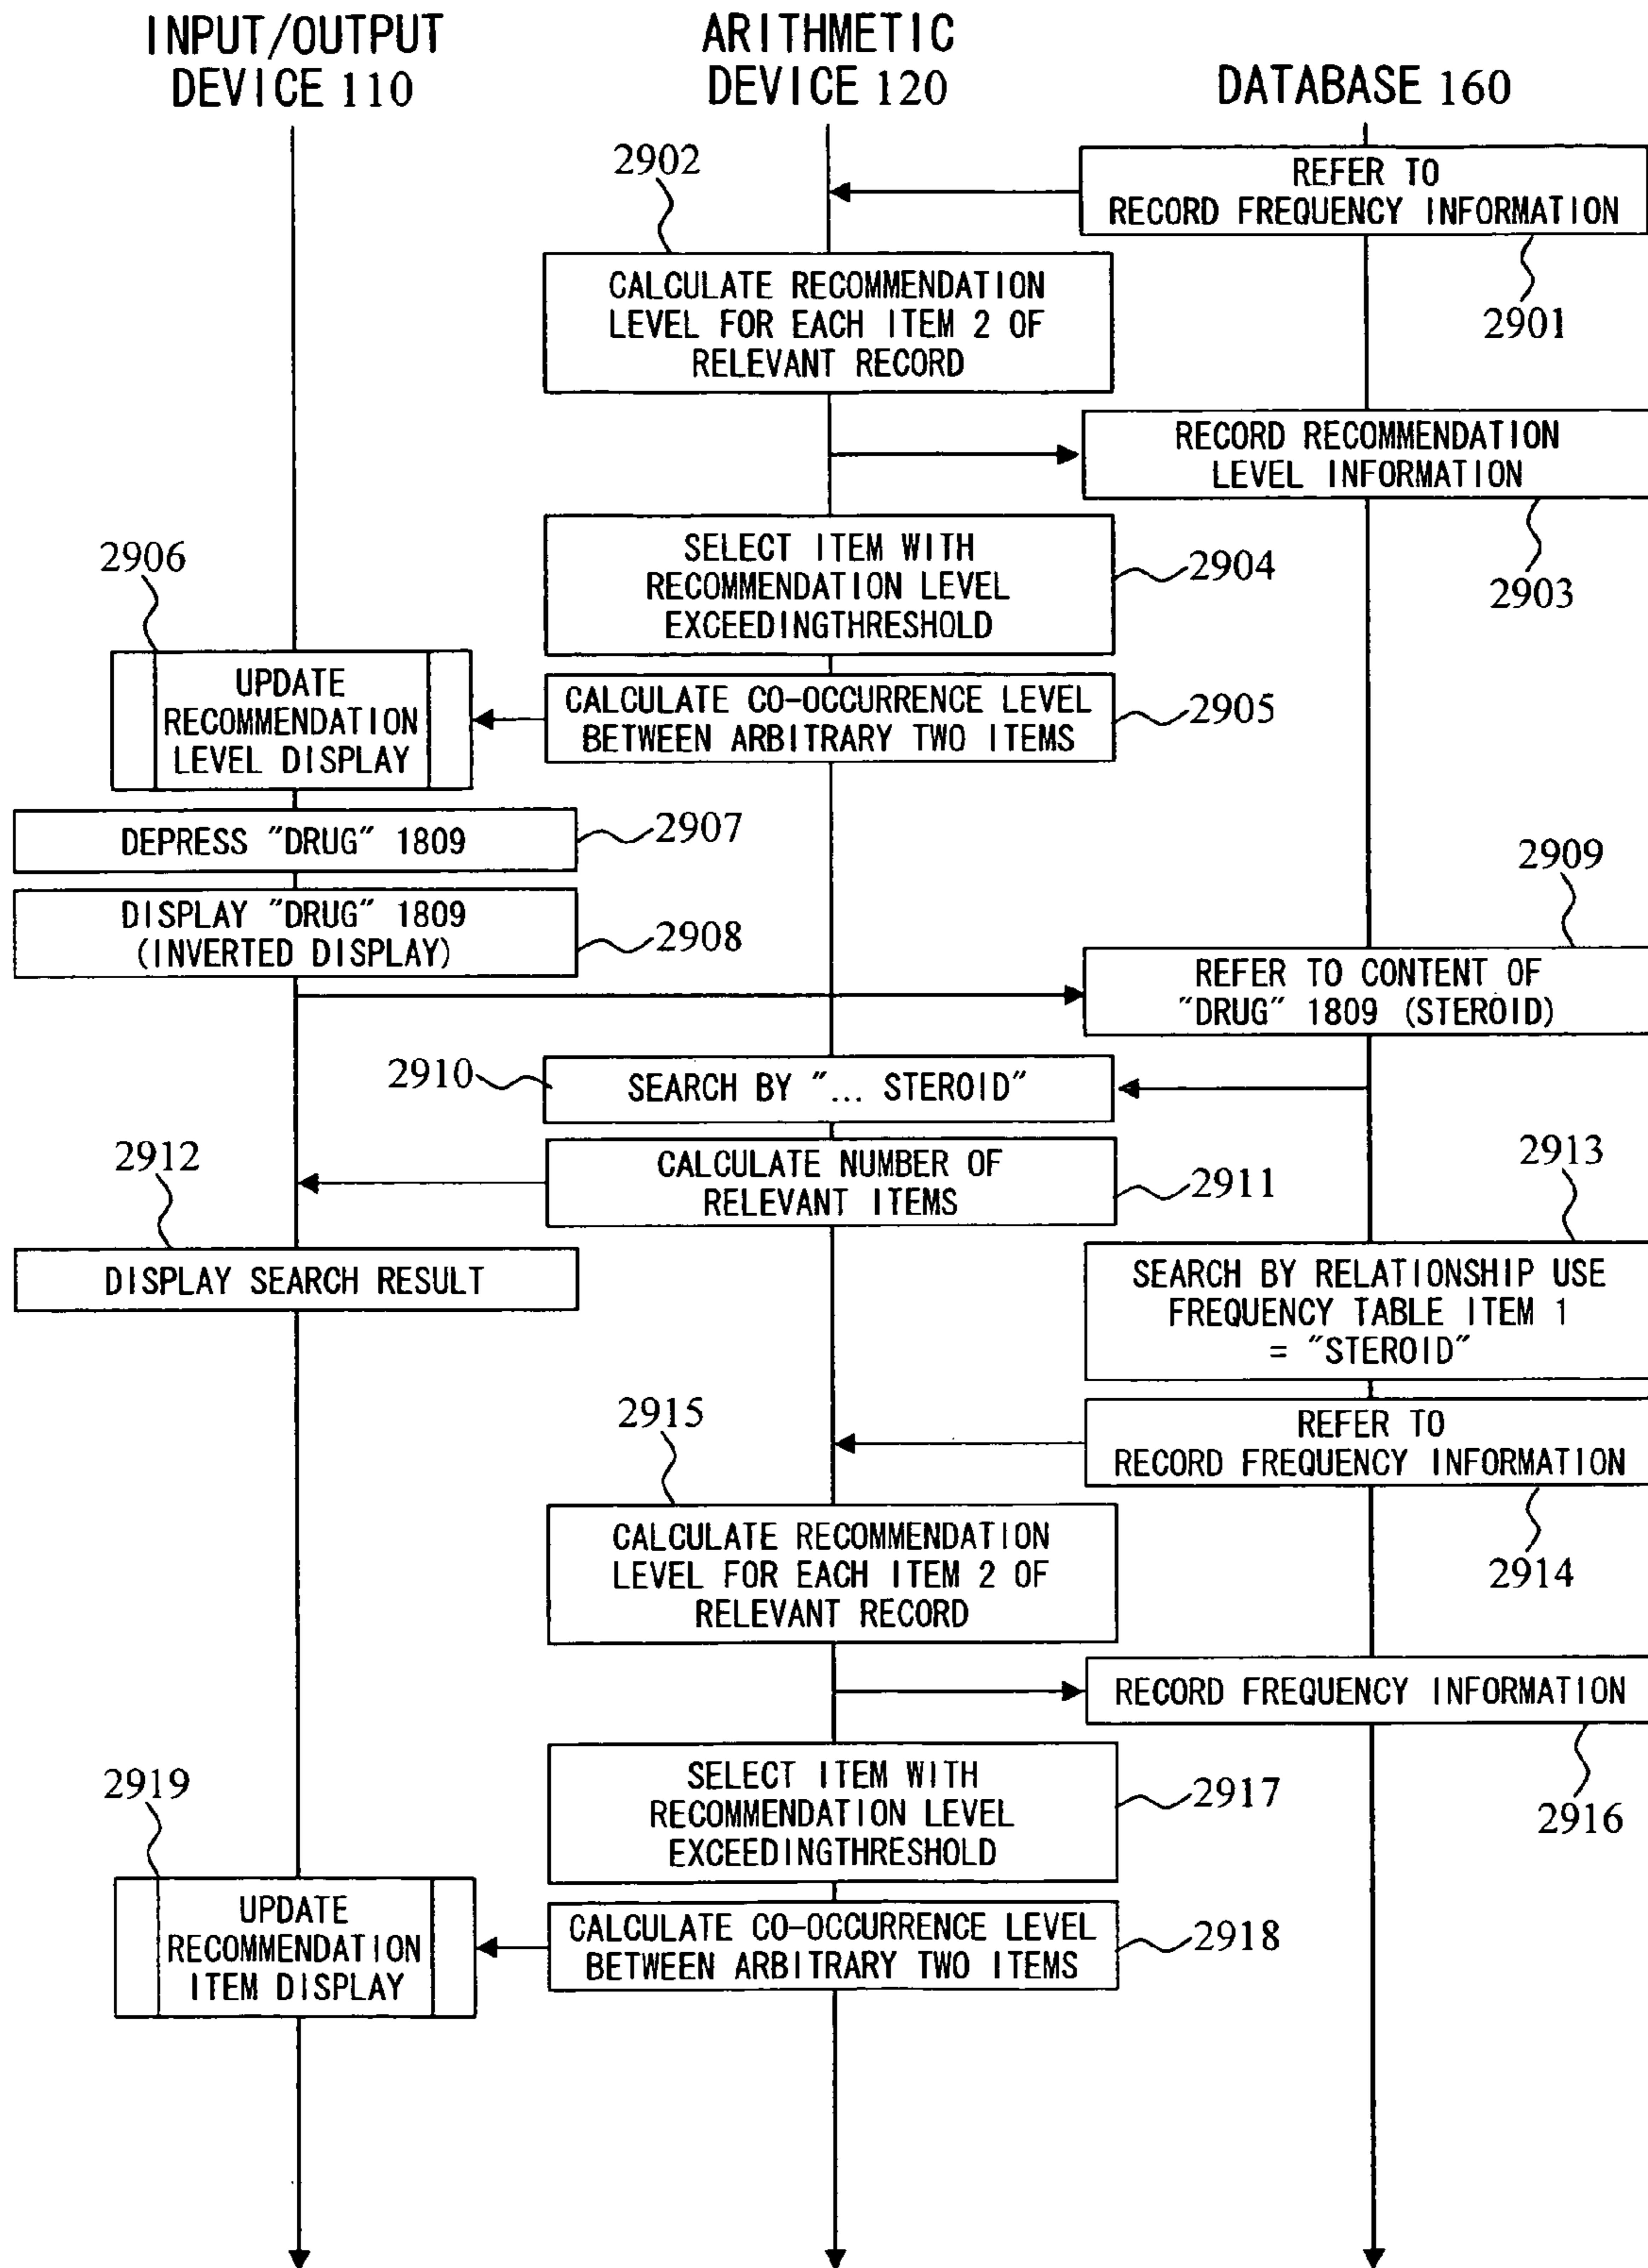 INPUT/OUTPUT
DEVICE 110
ARITHMETIC
DEVICE 120
DATABASE 160
REFER TO
RECORD FREQUENCY INFORMATION
2901
2902
CALCULATE RECOMMENDATION
LEVEL FOR EACH ITEM 2 OF
RELEVANT RECORD
RECORD RECOMMENDATION
LEVEL INFORMATION
2903
SELECT ITEM WITH
RECOMMENDATION LEVEL
EXCEEDINGTHRESHOLD
2904
CALCULATE CO-OCCURRENCE LEVEL
BETWEEN ARBITRARY TWO ITEMS
2905
2906
UPDATE
RECOMMENDATION
LEVEL DISPLAY
DEPRESS "DRUG" 1809
2907
DISPLAY "DRUG" 1809
(INVERTED DISPLAY)
2908
2909
REFER TO CONTENT OF
"DRUG" 1809 (STEROID)
2910
SEARCH BY "... STEROID"
CALCULATE NUMBER OF
RELEVANT ITEMS
2911
2912
DISPLAY SEARCH RESULT
2913
SEARCH BY RELATIONSHIP USE
FREQUENCY TABLE ITEM 1
= "STEROID"
REFER TO
RECORD FREQUENCY INFORMATION
2914
2915
CALCULATE RECOMMENDATION
LEVEL FOR EACH ITEM 2 OF
RELEVANT RECORD
RECORD FREQUENCY INFORMATION
2916
SELECT ITEM WITH
RECOMMENDATION LEVEL
EXCEEDINGTHRESHOLD
2917
CALCULATE CO-OCCURRENCE LEVEL
BETWEEN ARBITRARY TWO ITEMS
2918
2919
UPDATE
RECOMMENDATION
ITEM DISPLAY